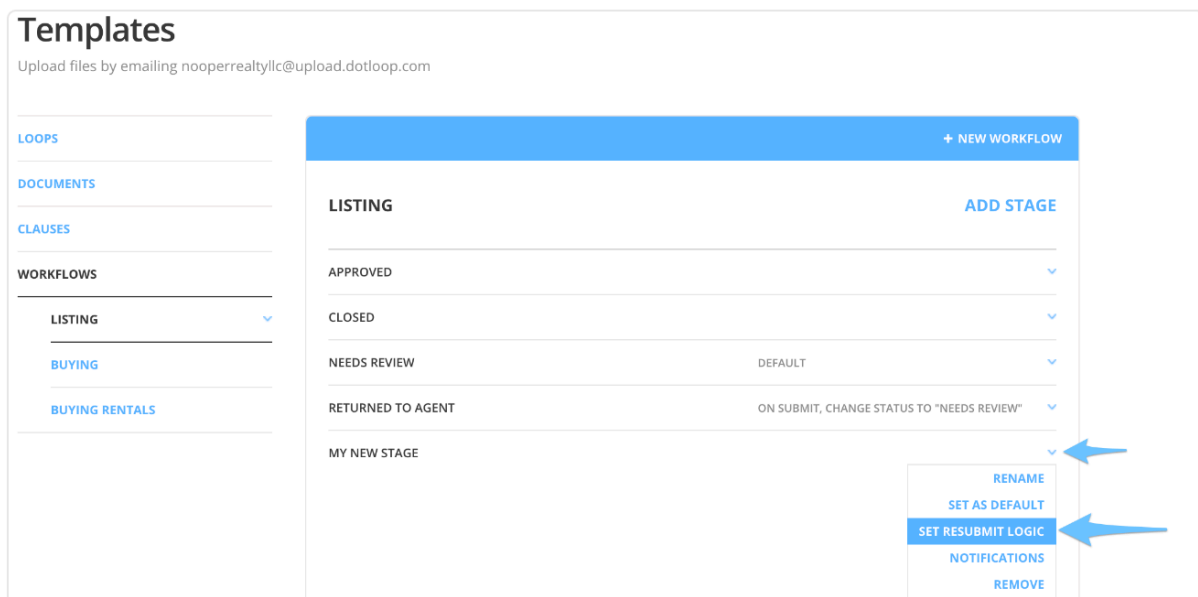 Templates
Upload files by emailing nooperrealtyllc@upload.dotloop.com
LOOPS
DOCUMENTS
CLAUSES
WORKFLOWS
LISTING
BUYING
BUYING RENTALS
+ NEW WORKFLOW
LISTING ADD STAGE
APPROVED
CLOSED
NEEDS REVIEW DEFAULT
RETURNED TO AGENT ON SUBMIT, CHANGE STATUS TO "NEEDS REVIEW"
MY NEW STAGE
RENAME
SET AS DEFAULT
SET RESUBMIT LOGIC
NOTIFICATIONS
REMOVE